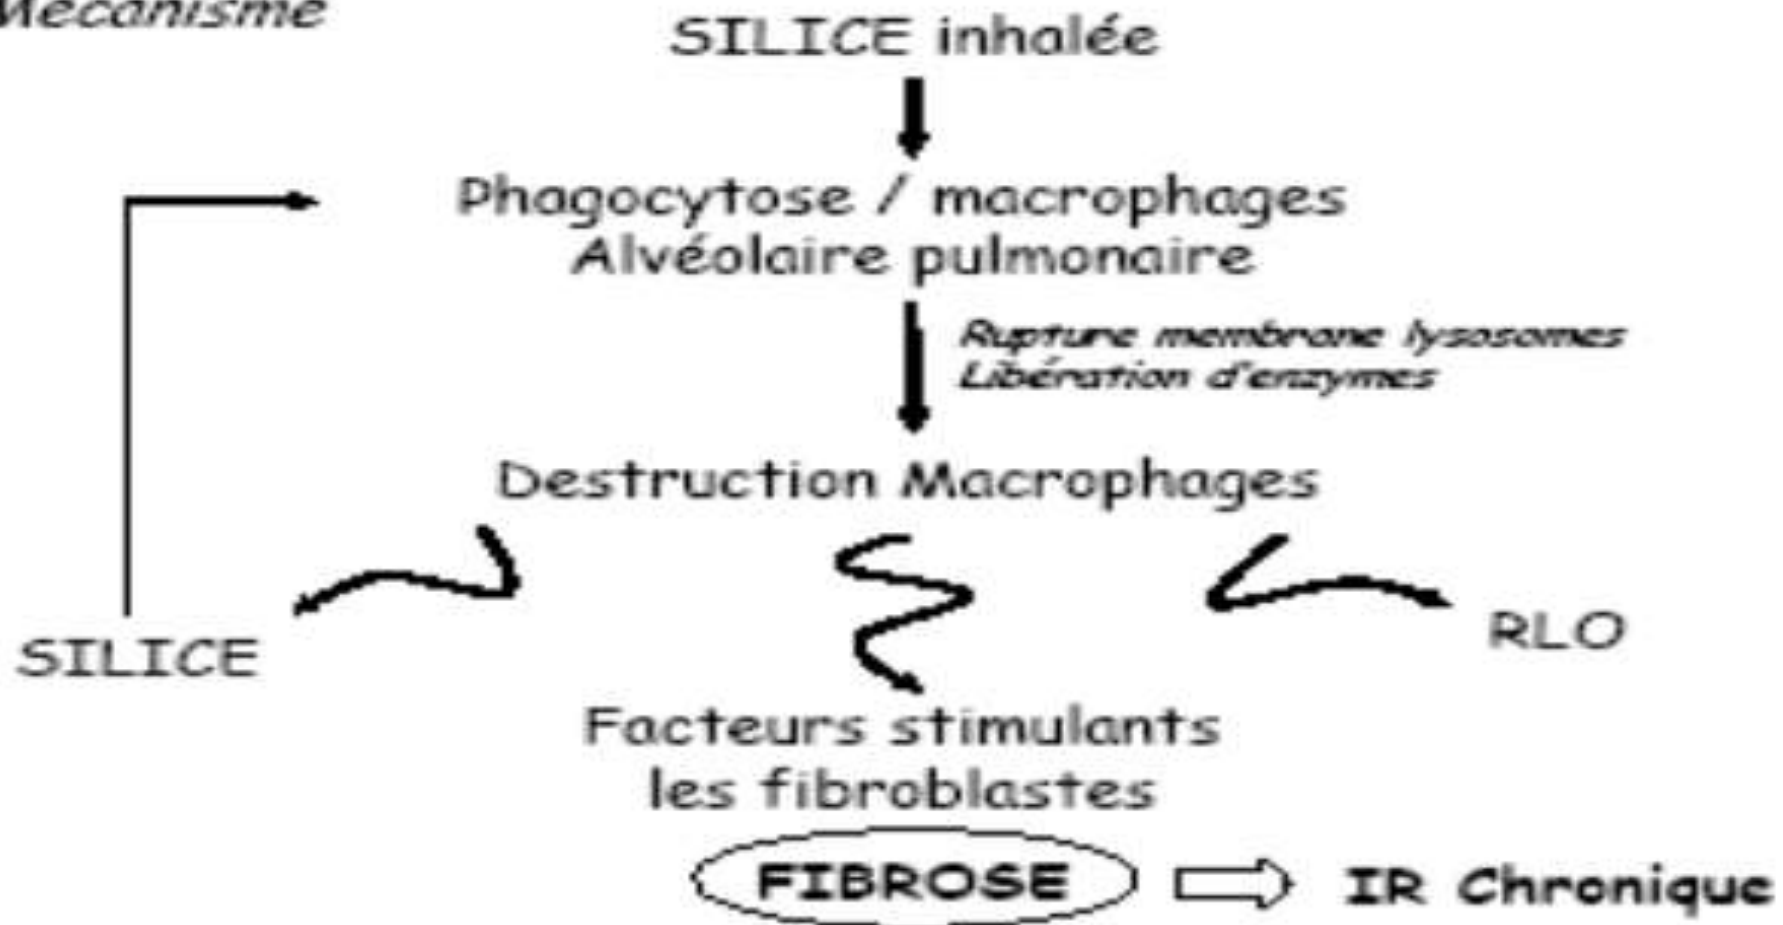 Mécanisme
SILICE inhalée
Phagocytose / macrophages
Alvéolaire pulmonaire
Rupture membrane lysosomes
Libération d'enzymes
Destruction Macrophages
SILICE
RLO
Facteurs stimulants
les fibroblastes
FIBROSE
IR Chronique